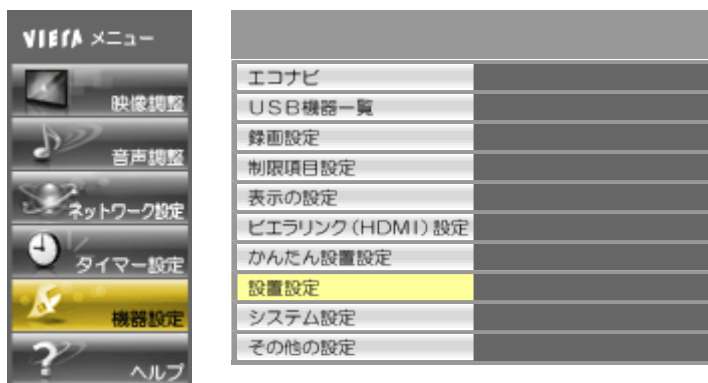 VIERA メニュー
映像調整
音声調整
ネットワーク設定
タイマー設定
機器設定
ヘルプ
エコナビ
USB機器一覧
録画設定
制限項目設定
表示の設定
ビエラリンク(HDMI)設定
かんたん設置設定
設置設定
システム設定
その他の設定